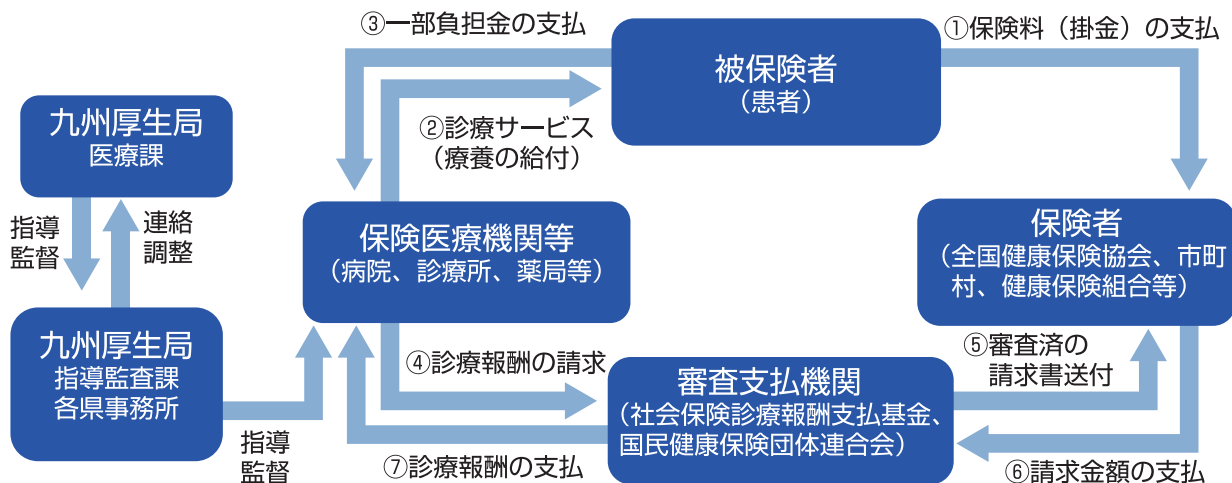 ③一部負担金の支払
被保険者
（患者）
①保険料（掛金）の支払
②診療サービス
（療養の給付）
九州厚生局
医療課
指導
監督
連絡
調整
保険医療機関等
（病院、診療所、薬局等）
保険者
（全国健康保険協会、市町
村、健康保険組合等）
九州厚生局
指導監査課
各県事務所
指導
監督
④診療報酬の請求
審査支払機関
（社会保険診療報酬支払基金、
国民健康保険団体連合会）
⑤審査済の
請求書送付
⑦診療報酬の支払
⑥請求金額の支払